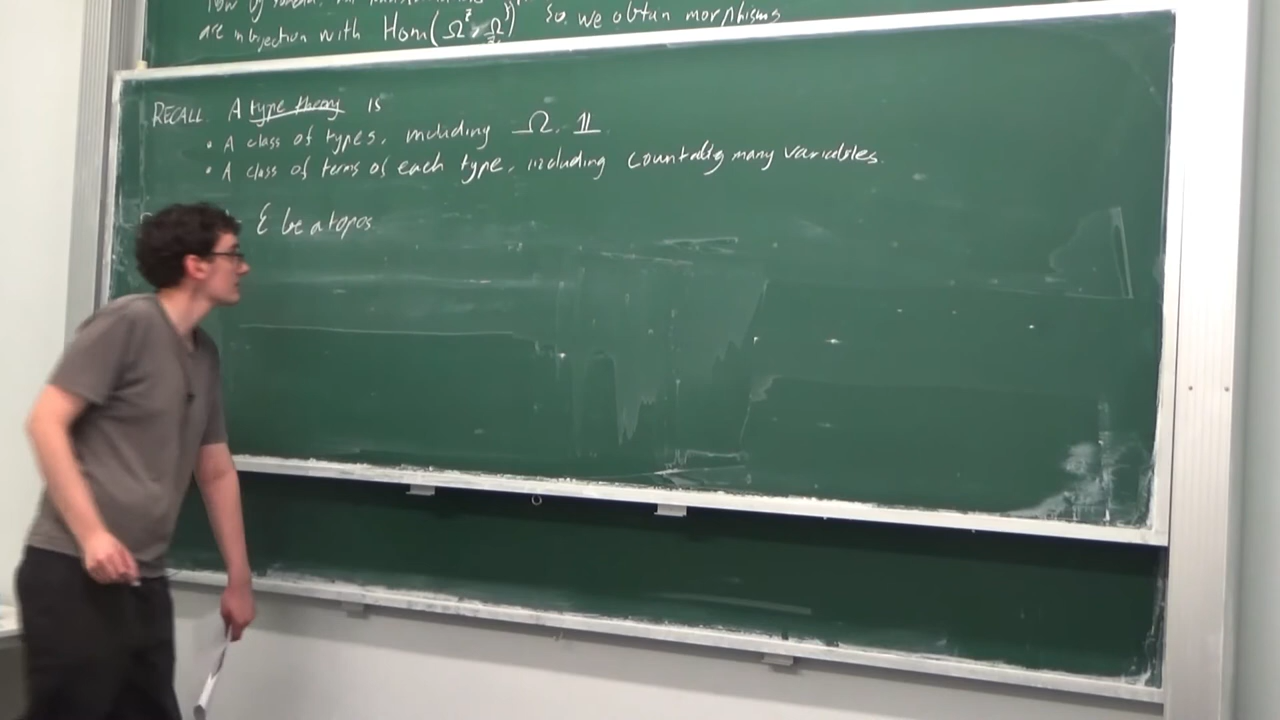 are in bijection with Hom(Ω^?, Ω^}) So we obtain morphisms
RECALL. A type theory is
• A class of types, including Ω, 𝟙.
• A class of terms of each type, including countably many variables.
ℰ be a topos.